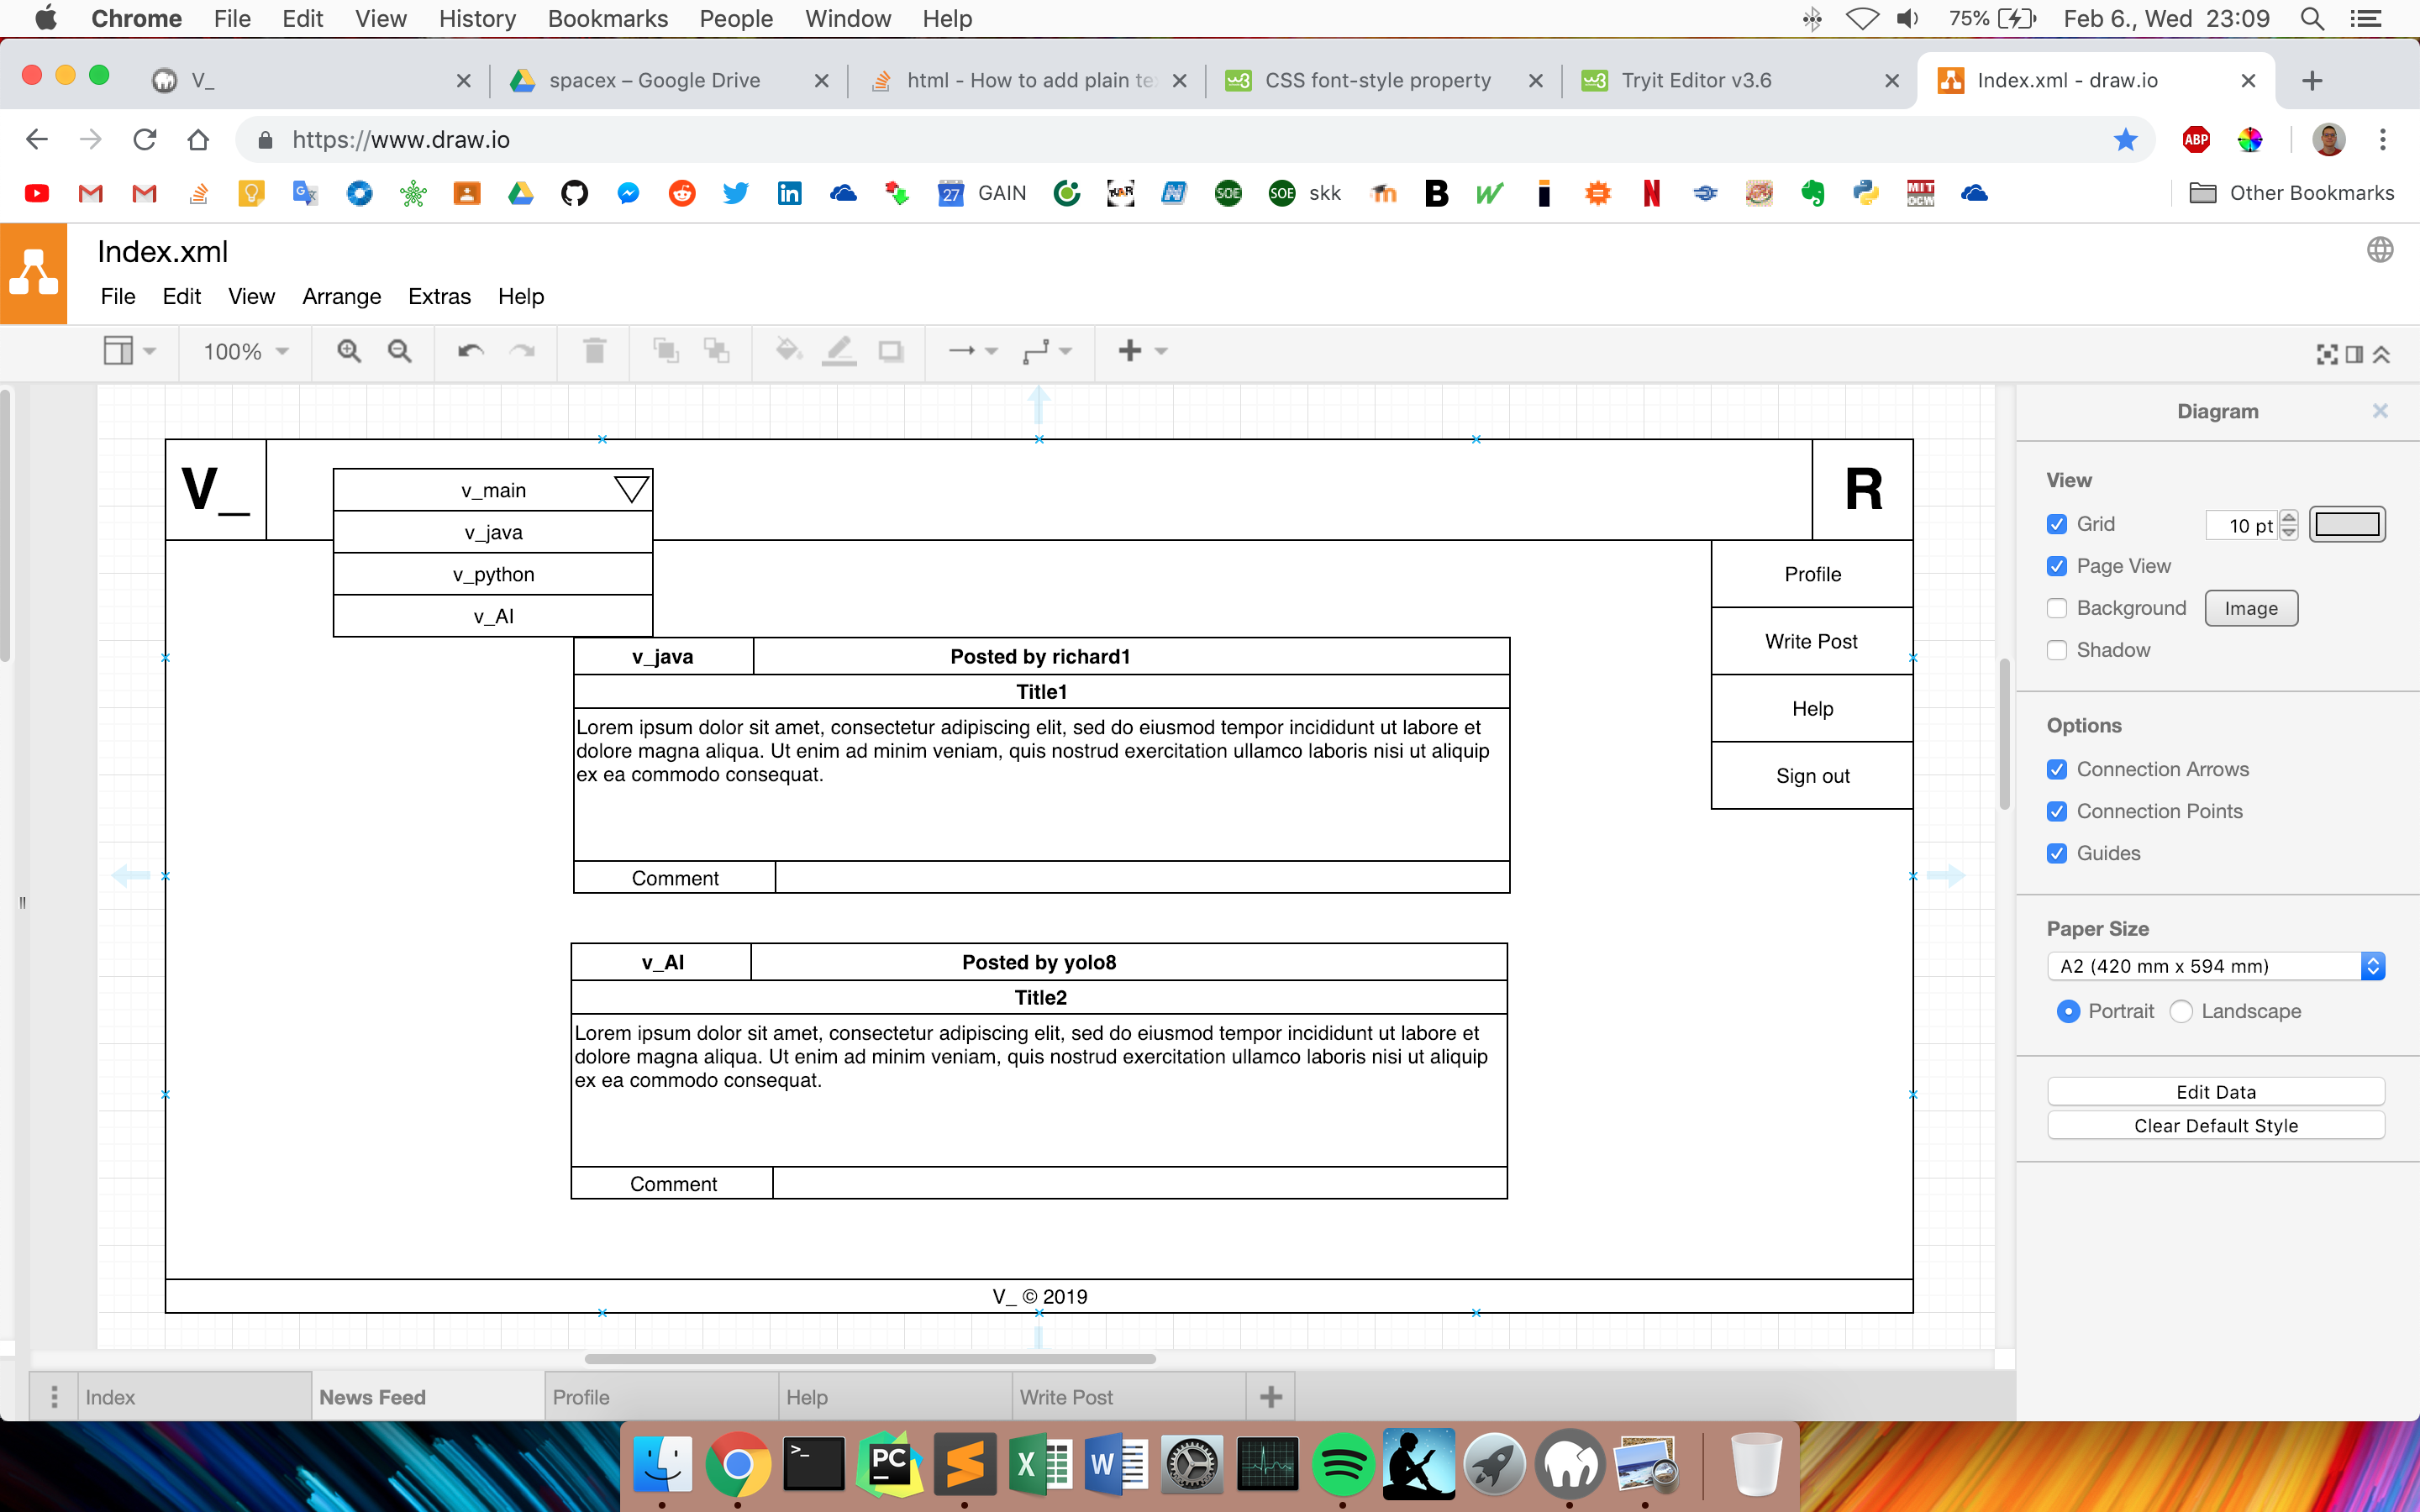 Chrome File Edit View History Bookmarks People Window Help 75% Feb 6., Wed 23:09
V_ spacex – Google Drive html - How to add plain te CSS font-style property Tryit Editor v3.6 Index.xml - draw.io
https://www.draw.io ABP
27 GAIN SOE SOE skk B N MIT OCW Other Bookmarks
Index.xml
File Edit View Arrange Extras Help
100%
Diagram
V_
v_main
R
v_java
v_python
v_AI
Profile
Write Post
Help
Sign out
v_java Posted by richard1
Title1
Lorem ipsum dolor sit amet, consectetur adipiscing elit, sed do eiusmod tempor incididunt ut labore et
dolore magna aliqua. Ut enim ad minim veniam, quis nostrud exercitation ullamco laboris nisi ut aliquip
ex ea commodo consequat.
Comment
v_AI Posted by yolo8
Title2
Lorem ipsum dolor sit amet, consectetur adipiscing elit, sed do eiusmod tempor incididunt ut labore et
dolore magna aliqua. Ut enim ad minim veniam, quis nostrud exercitation ullamco laboris nisi ut aliquip
ex ea commodo consequat.
Comment
V_ © 2019
View
Grid 10 pt
Page View
Background Image
Shadow
Options
Connection Arrows
Connection Points
Guides
Paper Size
A2 (420 mm x 594 mm)
Portrait Landscape
Edit Data
Clear Default Style
Index News Feed Profile Help Write Post
>_ PC X W